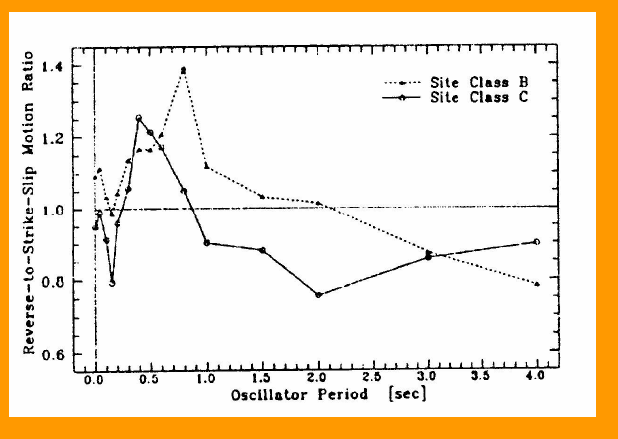 Site Class B
Site Class C
Reverse-to-Strike-Slip Motion Ratio
1.4
1.2
1.0
0.8
0.6
0.0 0.5 1.0 1.5 2.0 2.5 3.0 3.5 4.0
Oscillator Period [sec]